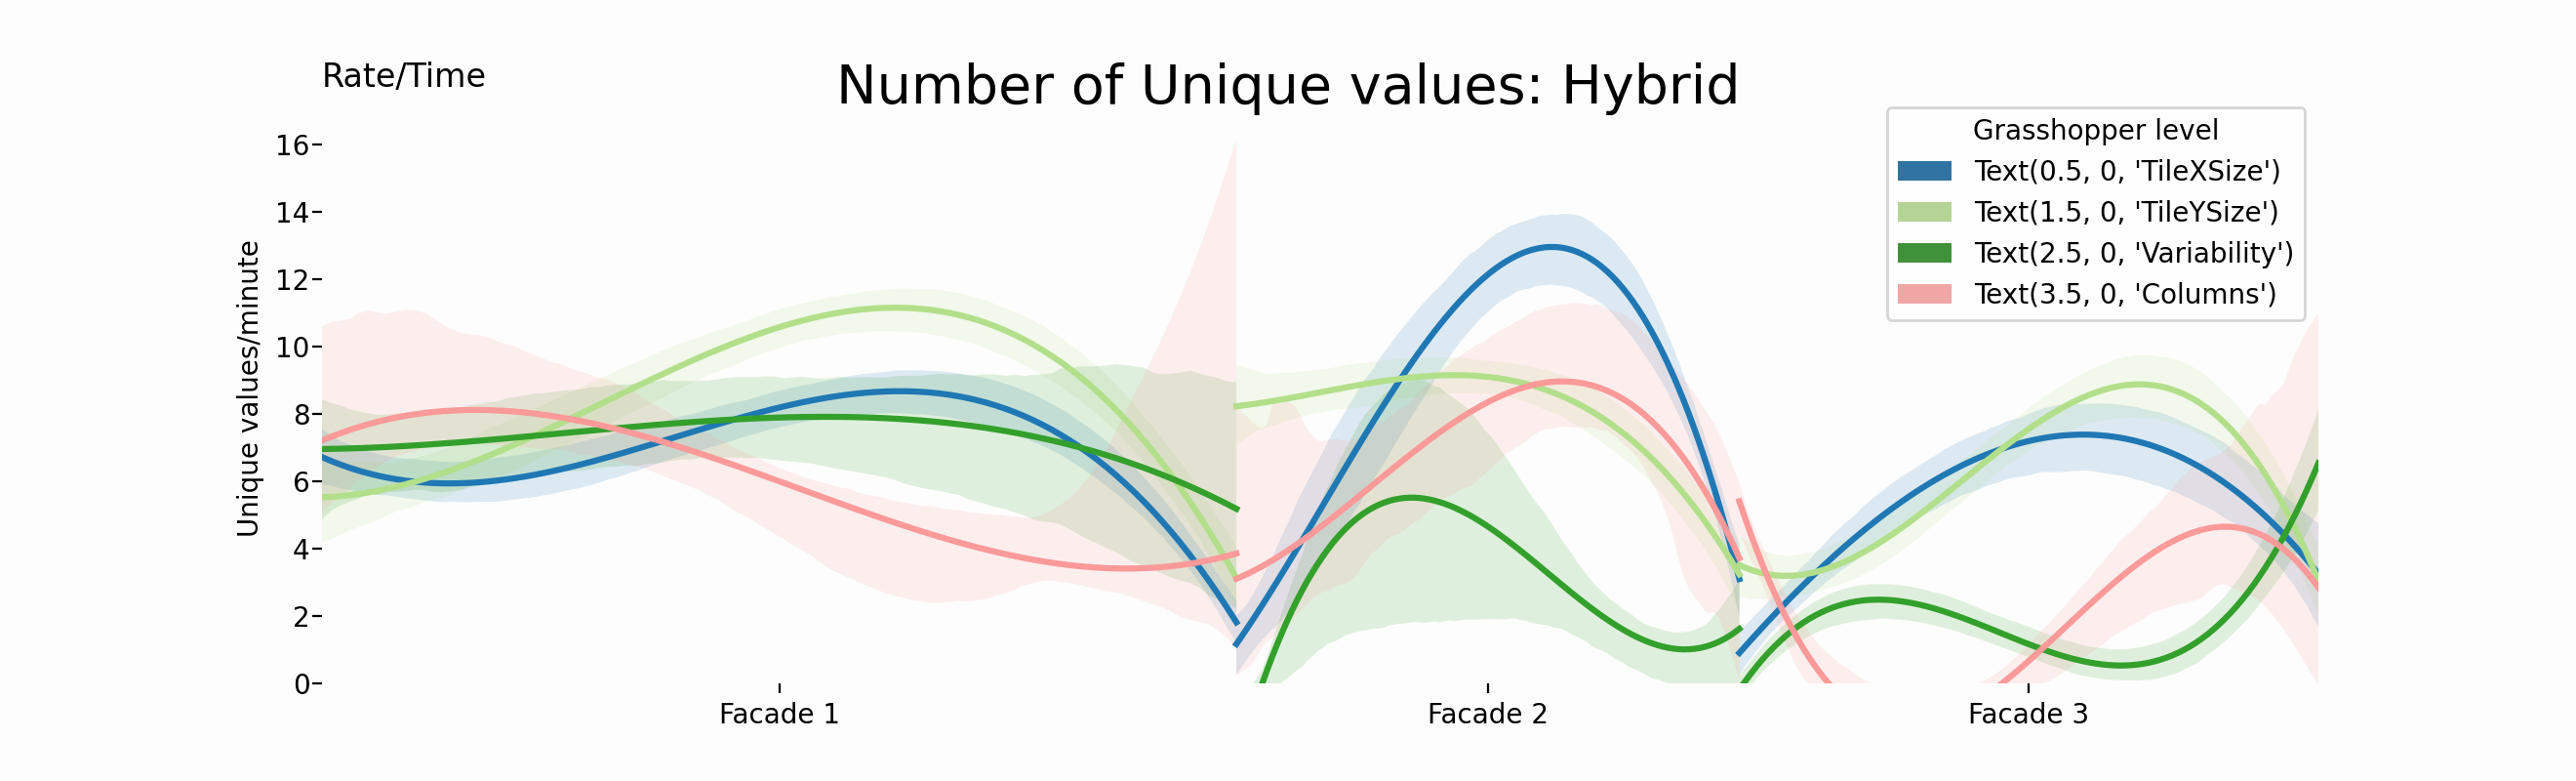 Rate/Time
Number of Unique values: Hybrid
Grasshopper level
Text(0.5, 0, 'TileXSize')
Text(1.5, 0, 'TileYSize')
Text(2.5, 0, 'Variability')
Text(3.5, 0, 'Columns')
Unique values/minute
16
14
12
10
8
6
4
2
0
Facade 1
Facade 2
Facade 3